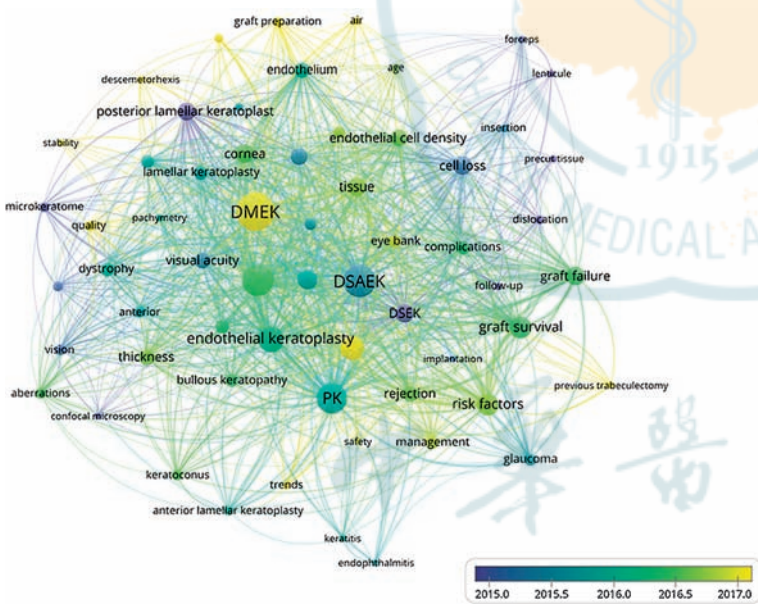 graft preparation
air
forceps
endothelium
age
lenticule
descemetorhexis
posterior lamellar keratoplast
insertion
endothelial cell density
stability
cornea
cell loss
precut tissue
1915
lamellar keratoplasty
tissue
microkeratome
DMEK
pachymetry
dislocation
quality
MEDICAL A
eye bank
complications
visual acuity
dystrophy
graft failure
DSAEK
follow-up
anterior
DSEK
graft survival
endothelial keratoplasty
vision
thickness
implantation
bullous keratopathy
previous trabeculectomy
aberrations
rejection
PK
risk factors
confocal microscopy
safety
management
glaucoma
keratoconus
trends
anterior lamellar keratoplasty
keratitis
endophthalmitis
2015.0 2015.5 2016.0 2016.5 2017.0